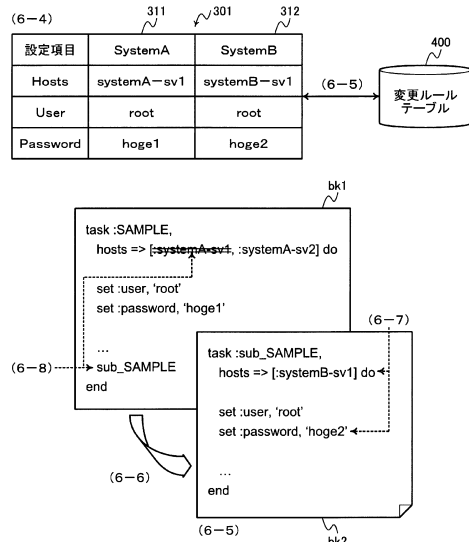 (6-4)
311
301
312
400
設定項目 SystemA SystemB
Hosts systemA-sv1 systemB-sv1
User root root
Password hoge1 hoge2
(6-5)
変更ルール
テーブル
bk1
task :SAMPLE,
hosts => [:systemA-sv1, :systemA-sv2] do
set :user, 'root'
set :password, 'hoge1'
...
(6-8)
sub_SAMPLE
end
(6-7)
task :sub_SAMPLE,
hosts => [:systemB-sv1] do
set :user, 'root'
set :password, 'hoge2'
...
end
(6-6)
(6-5)
bk2